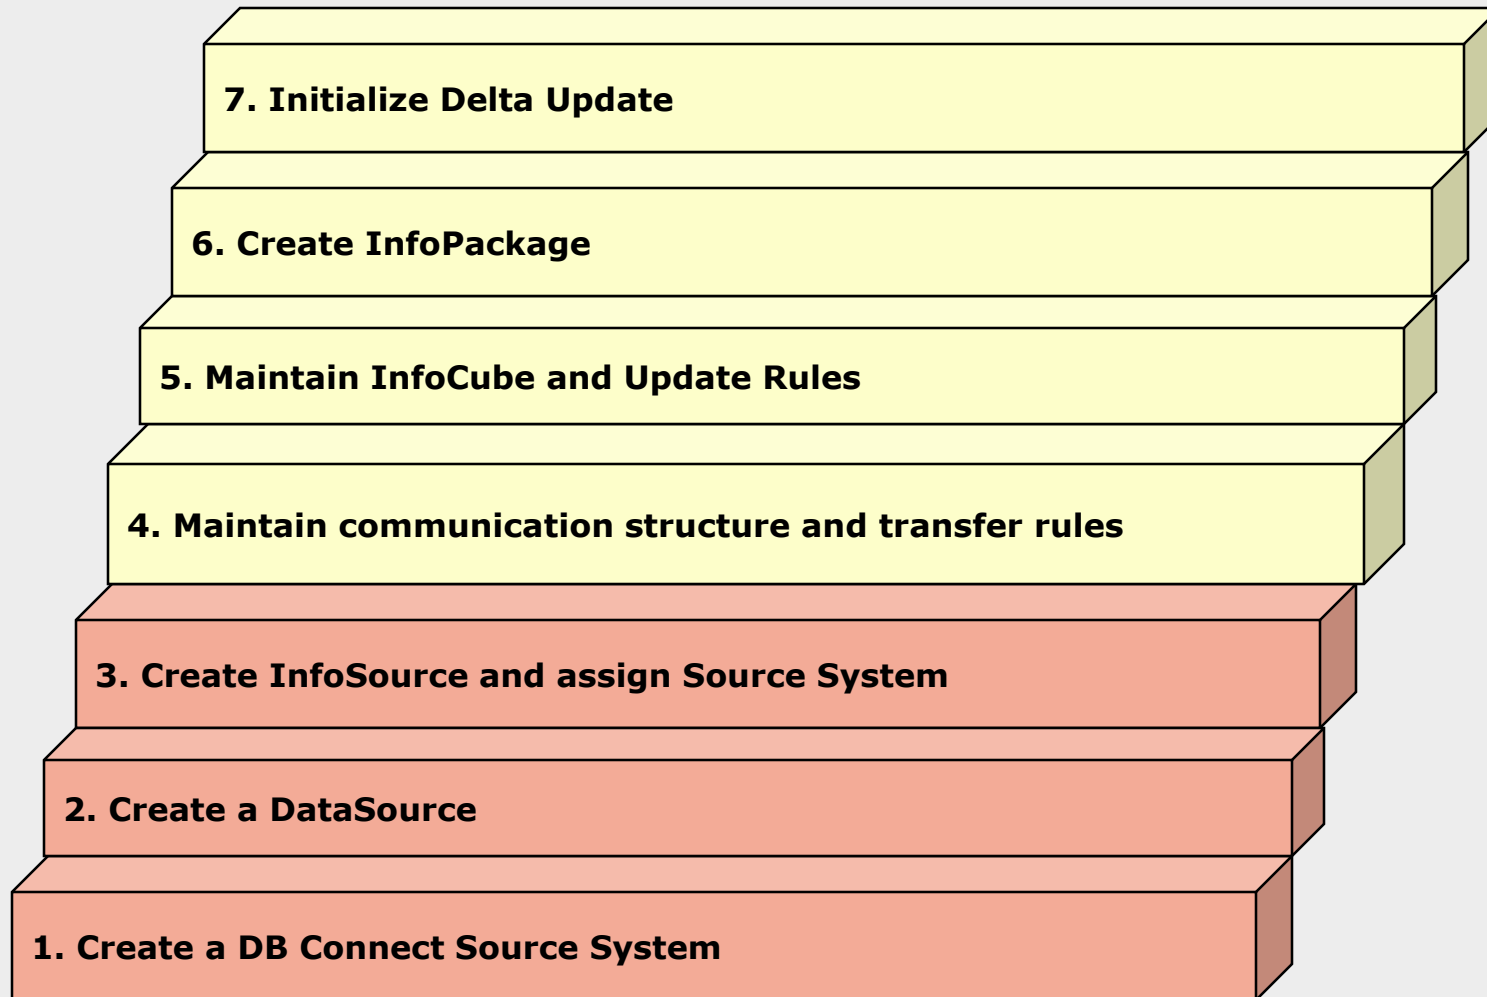 7. Initialize Delta Update
6. Create InfoPackage
5. Maintain InfoCube and Update Rules
4. Maintain communication structure and transfer rules
3. Create InfoSource and assign Source System
2. Create a DataSource
1. Create a DB Connect Source System